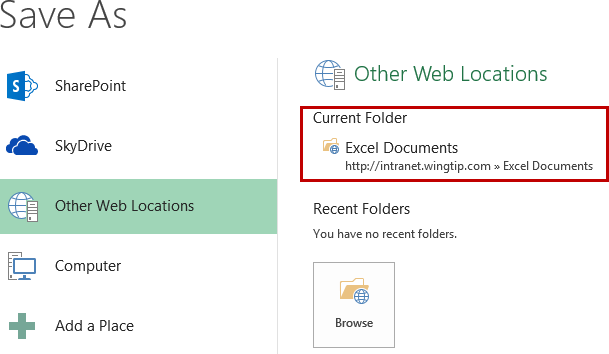 Save As
SharePoint
SkyDrive
Other Web Locations
Computer
Add a Place
Other Web Locations
Current Folder
Excel Documents
http://intranet.wingtip.com » Excel Documents
Recent Folders
You have no recent folders.
Browse